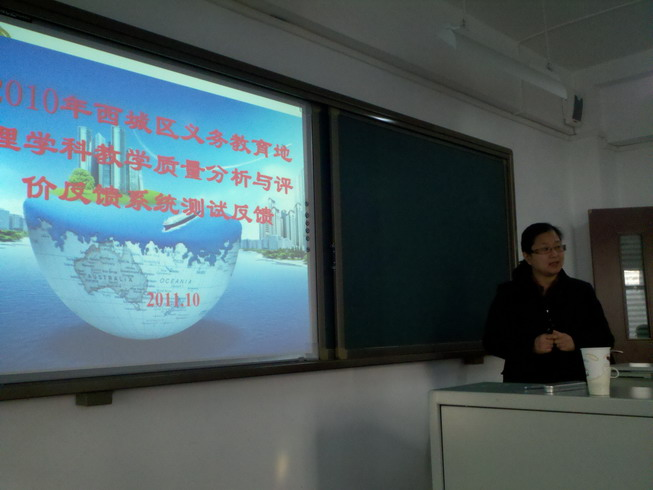 2010年西城区义务教育地
理学科教学质量分析与评
价反馈系统测试反馈
2011.10
AUSTRALIA
OCEANIA